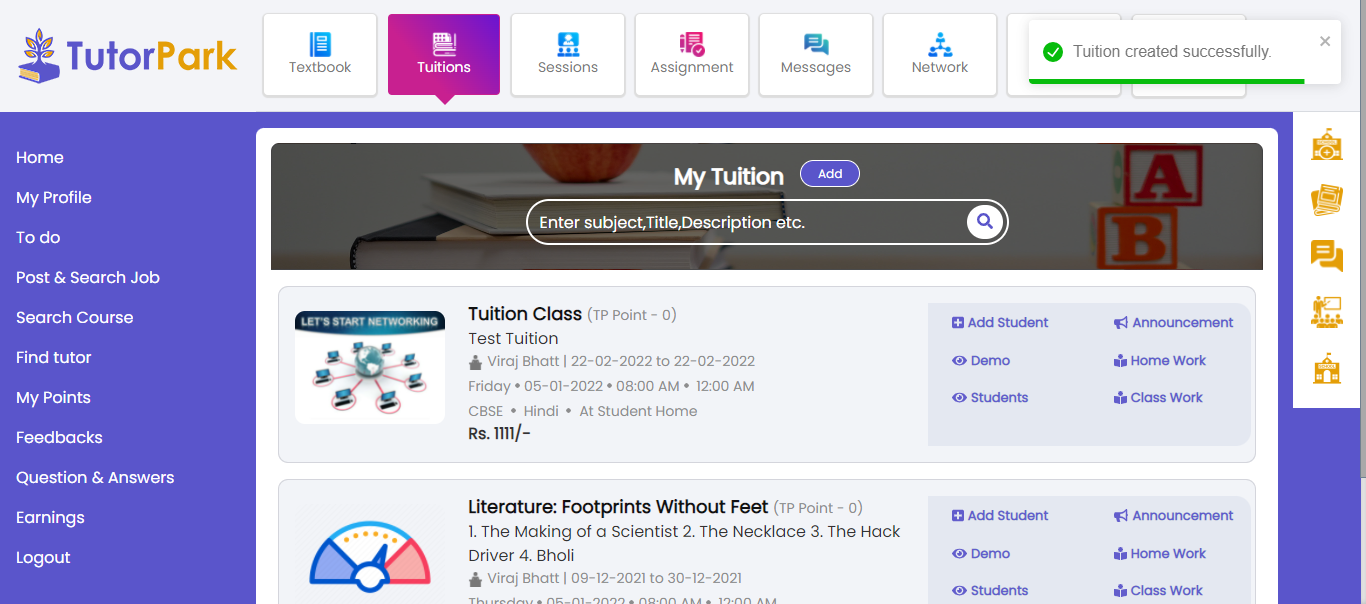 TutorPark
Textbook
Tuitions
Sessions
Assignment
Messages
Network
Tuition created successfully.
Home
My Profile
To do
Post & Search Job
Search Course
Find tutor
My Points
Feedbacks
Question & Answers
Earnings
Logout
My Tuition
Add
Enter subject,Title,Description etc.
A
B
LET'S START NETWORKING
Tuition Class (TP Point - 0)
Test Tuition
Viraj Bhatt | 22-02-2022 to 22-02-2022
Friday • 05-01-2022 • 08:00 AM • 12:00 AM
CBSE • Hindi • At Student Home
Rs. 1111/-
Add Student
Announcement
Demo
Home Work
Students
Class Work
Literature: Footprints Without Feet (TP Point - 0)
1. The Making of a Scientist 2. The Necklace 3. The Hack
Driver 4. Bholi
Viraj Bhatt | 09-12-2021 to 30-12-2021
Thursday • 05-01-2022 • 08:00 AM • 12:00 AM
Add Student
Announcement
Demo
Home Work
Students
Class Work